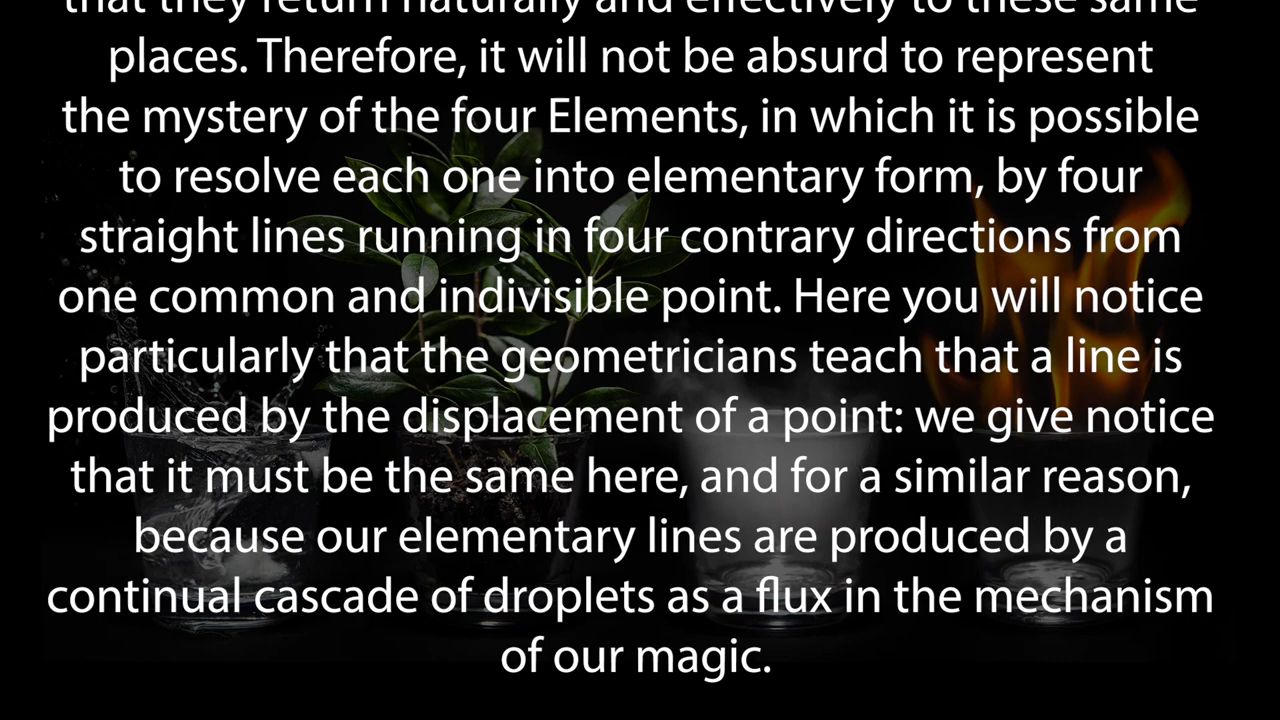 that they return naturally and effectively to these same
places. Therefore, it will not be absurd to represent
the mystery of the four Elements, in which it is possible
to resolve each one into elementary form, by four
straight lines running in four contrary directions from
one common and indivisible point. Here you will notice
particularly that the geometricians teach that a line is
produced by the displacement of a point: we give notice
that it must be the same here, and for a similar reason,
because our elementary lines are produced by a
continual cascade of droplets as a flux in the mechanism
of our magic.